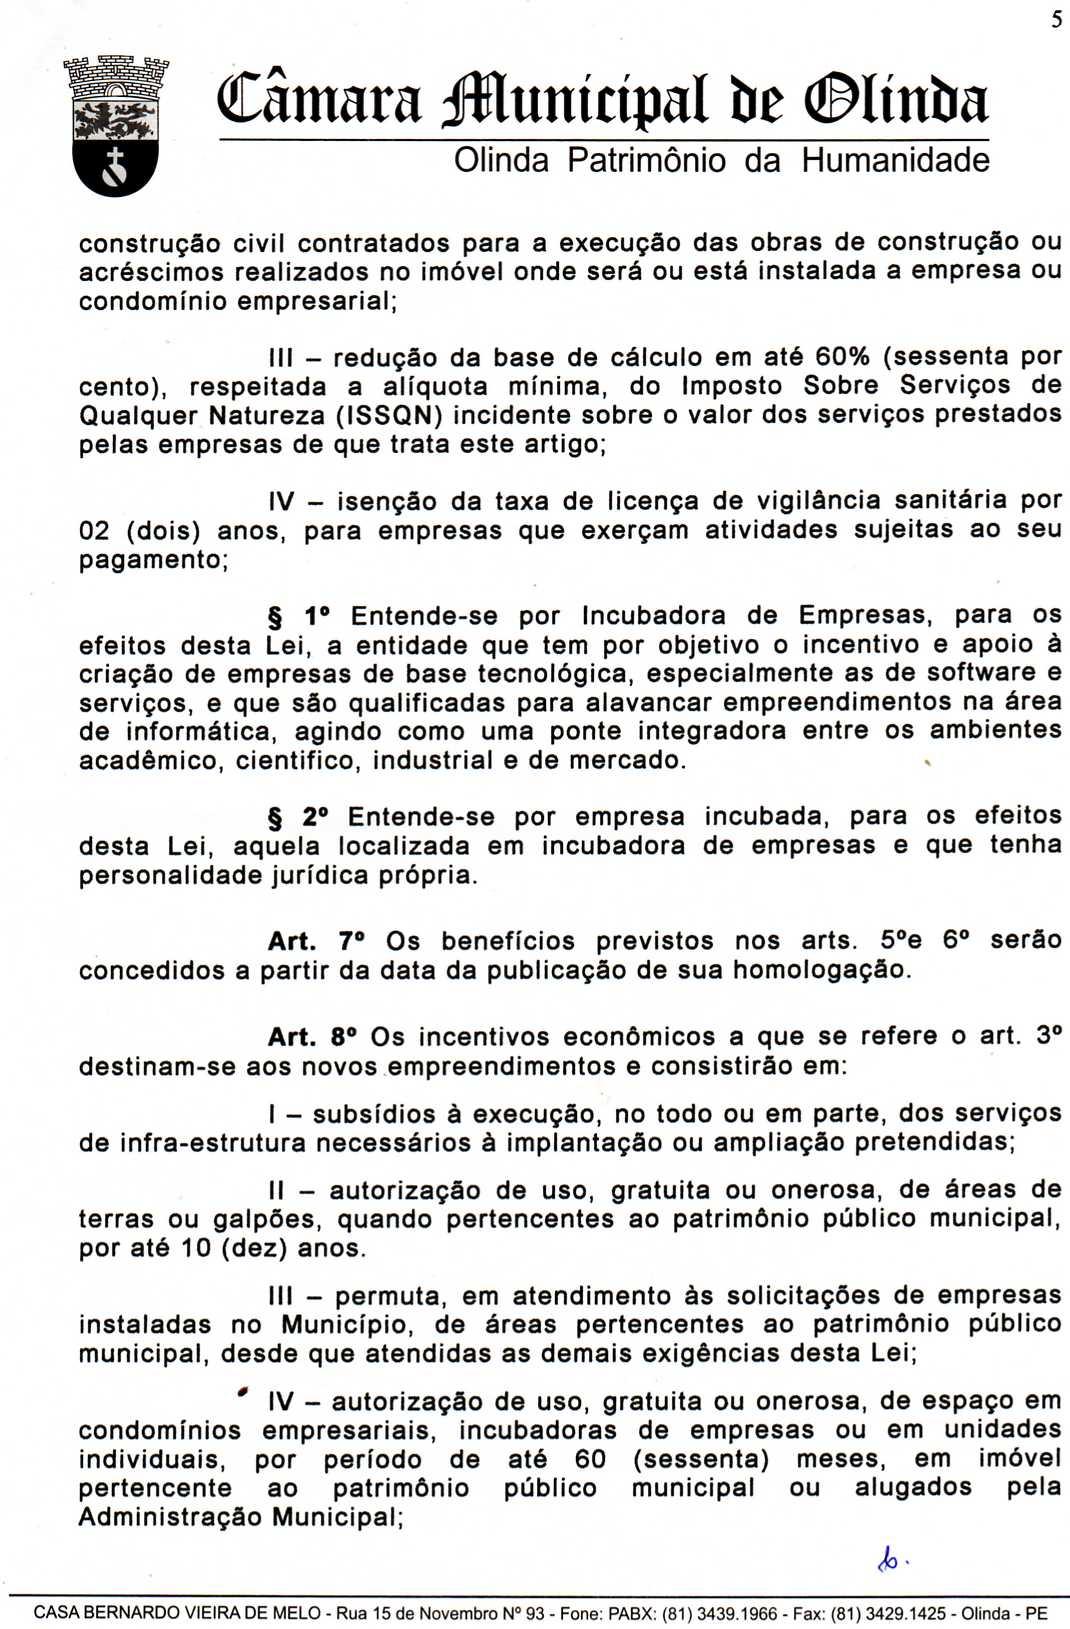 5
Câmara Municipal de Olinda
Olinda Patrimônio da Humanidade
construção civil contratados para a execução das obras de construção ou
acréscimos realizados no imóvel onde será ou está instalada a empresa ou
condomínio empresarial;
III – redução da base de cálculo em até 60% (sessenta por
cento), respeitada a alíquota mínima, do Imposto Sobre Serviços de
Qualquer Natureza (ISSQN) incidente sobre o valor dos serviços prestados
pelas empresas de que trata este artigo;
IV – isenção da taxa de licença de vigilância sanitária por
02 (dois) anos, para empresas que exerçam atividades sujeitas ao seu
pagamento;
§ 1º Entende-se por Incubadora de Empresas, para os
efeitos desta Lei, a entidade que tem por objetivo o incentivo e apoio à
criação de empresas de base tecnológica, especialmente as de software e
serviços, e que são qualificadas para alavancar empreendimentos na área
de informática, agindo como uma ponte integradora entre os ambientes
acadêmico, cientifico, industrial e de mercado.
§ 2º Entende-se por empresa incubada, para os efeitos
desta Lei, aquela localizada em incubadora de empresas e que tenha
personalidade jurídica própria.
Art. 7º Os benefícios previstos nos arts. 5ºe 6º serão
concedidos a partir da data da publicação de sua homologação.
Art. 8º Os incentivos econômicos a que se refere o art. 3º
destinam-se aos novos empreendimentos e consistirão em:
I – subsídios à execução, no todo ou em parte, dos serviços
de infra-estrutura necessários à implantação ou ampliação pretendidas;
II – autorização de uso, gratuita ou onerosa, de áreas de
terras ou galpões, quando pertencentes ao patrimônio público municipal,
por até 10 (dez) anos.
III – permuta, em atendimento às solicitações de empresas
instaladas no Município, de áreas pertencentes ao patrimônio público
municipal, desde que atendidas as demais exigências desta Lei;
IV – autorização de uso, gratuita ou onerosa, de espaço em
condomínios empresariais, incubadoras de empresas ou em unidades
individuais, por período de até 60 (sessenta) meses, em imóvel
pertencente ao patrimônio público municipal ou alugados pela
Administração Municipal;
CASA BERNARDO VIEIRA DE MELO - Rua 15 de Novembro Nº 93 - Fone: PABX: (81) 3439.1966 - Fax: (81) 3429.1425 - Olinda - PE